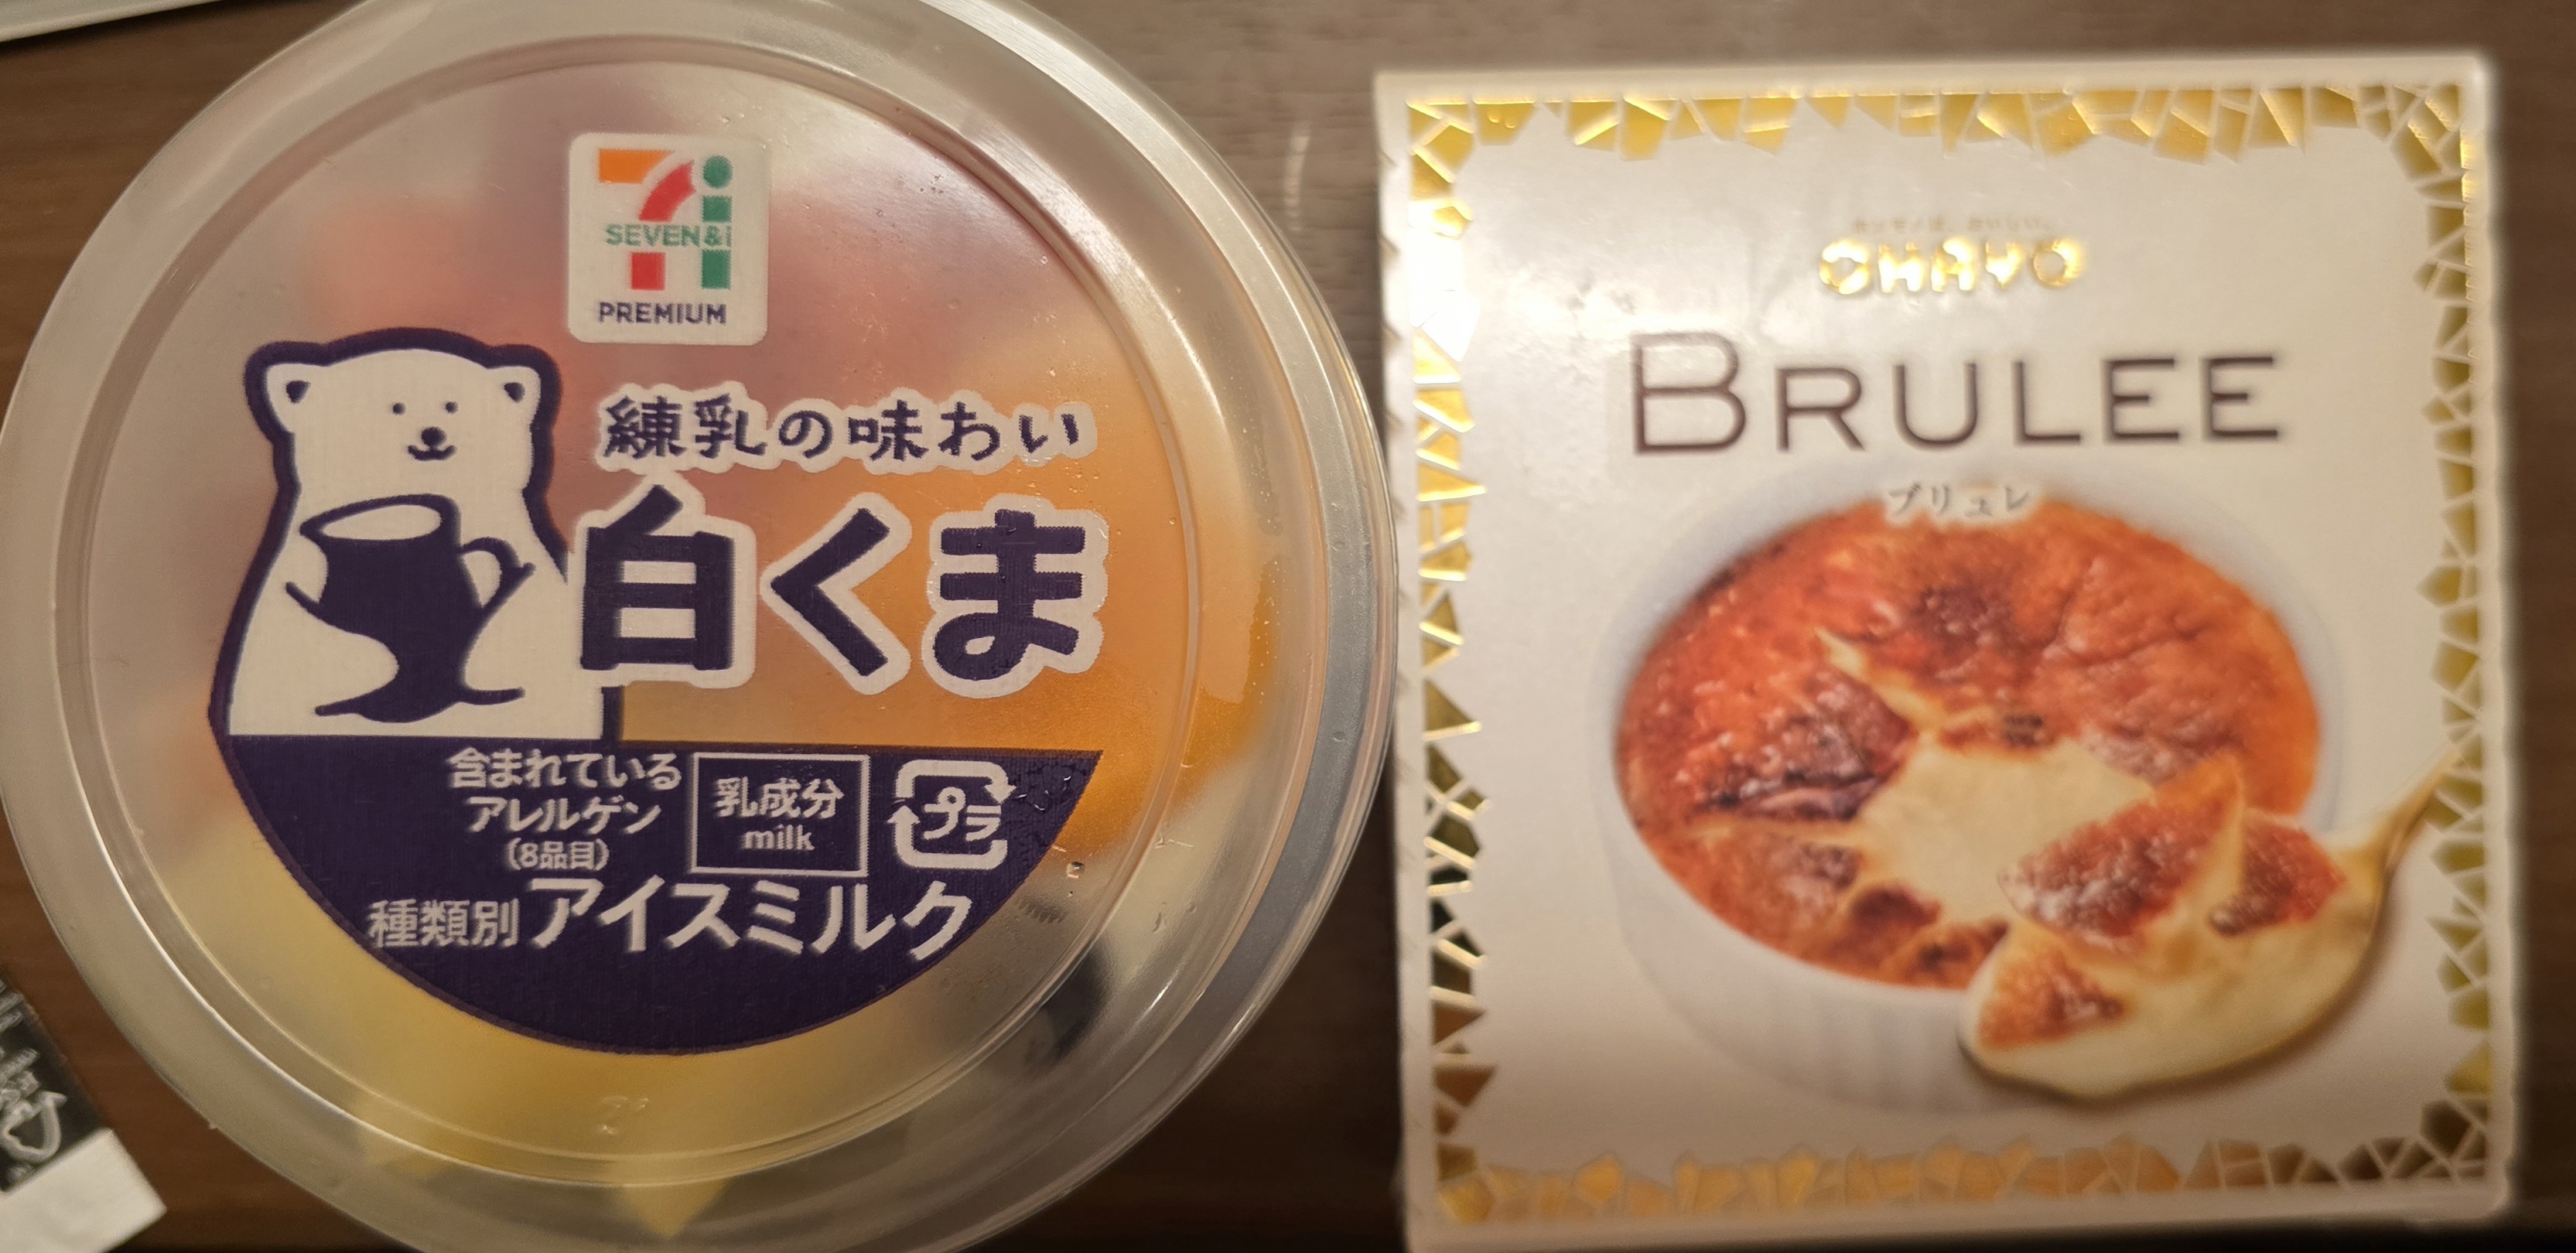 SEVEN&i
PREMIUM
練乳の味わい
白くま
含まれている
アレルゲン
(8品目)
乳成分
milk
プラ
種類別 アイスミルク
OHAYO
BRULEE
ブリュレ